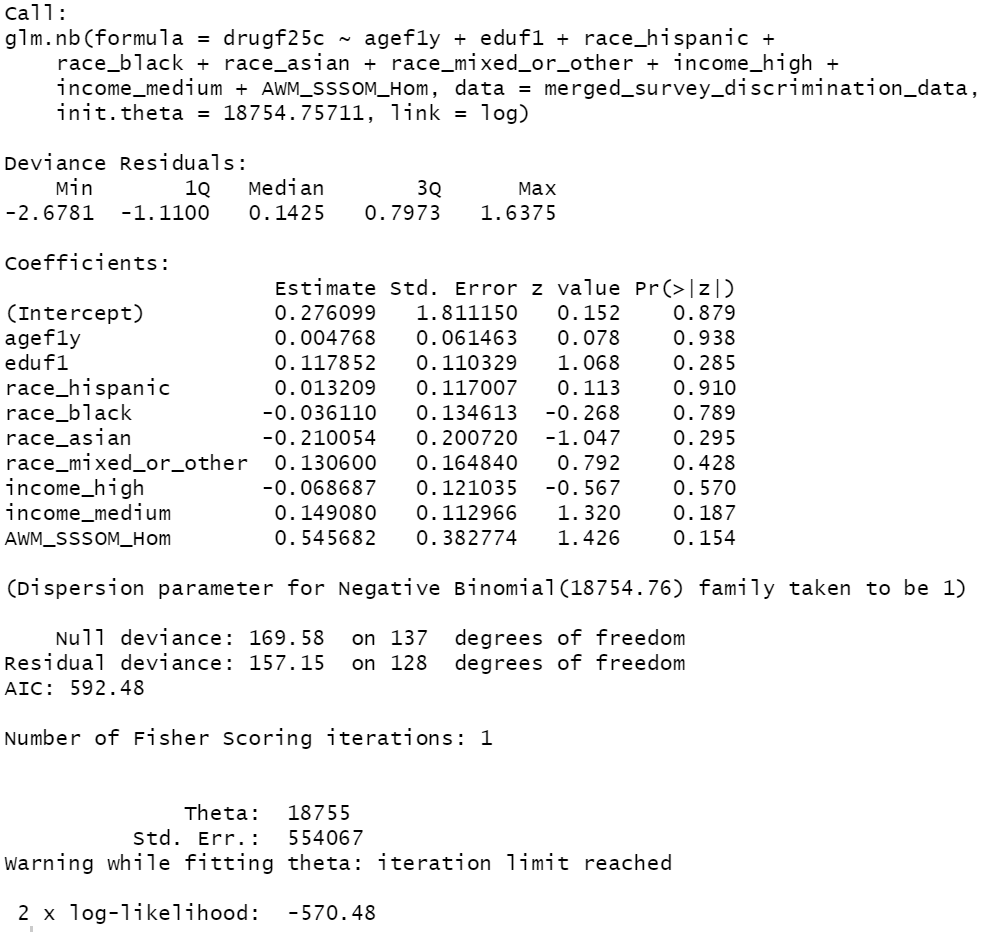 Call:
glm.nb(formula = drugf25c ~ agef1y + eduf1 + race_hispanic +
    race_black + race_asian + race_mixed_or_other + income_high +
    income_medium + AWM_SSSOM_Hom, data = merged_survey_discrimination_data,
    init.theta = 18754.75711, link = log)

Deviance Residuals:
    Min       1Q   Median       3Q      Max
-2.6781  -1.1100   0.1425   0.7973   1.6375

Coefficients:
                     Estimate Std. Error z value Pr(>|z|)
(Intercept)          0.276099   1.811150   0.152    0.879
agef1y               0.004768   0.061463   0.078    0.938
eduf1                0.117852   0.110329   1.068    0.285
race_hispanic        0.013209   0.117007   0.113    0.910
race_black          -0.036110   0.134613  -0.268    0.789
race_asian          -0.210054   0.200720  -1.047    0.295
race_mixed_or_other  0.130600   0.164840   0.792    0.428
income_high         -0.068687   0.121035  -0.567    0.570
income_medium        0.149080   0.112966   1.320    0.187
AWM_SSSOM_Hom        0.545682   0.382774   1.426    0.154

(Dispersion parameter for Negative Binomial(18754.76) family taken to be 1)

    Null deviance: 169.58  on 137  degrees of freedom
Residual deviance: 157.15  on 128  degrees of freedom
AIC: 592.48

Number of Fisher Scoring iterations: 1


              Theta:  18755
          Std. Err.:  554067
Warning while fitting theta: iteration limit reached

 2 x log-likelihood:  -570.48